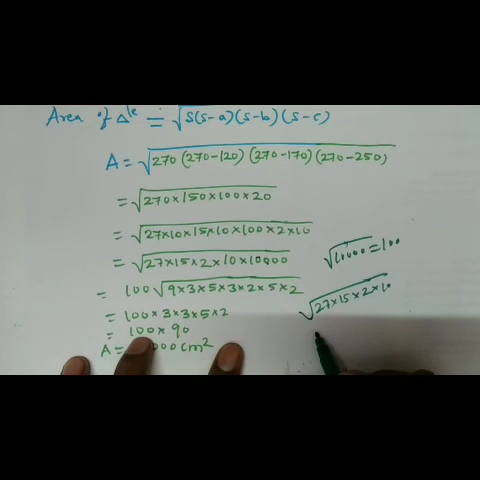 Area of Δle = √s(s-a)(s-b)(s-c)
A = √270(270-120)(270-170)(270-250)
= √270×150×100×20
= √27×10×15×10×100×2×10
= √27×15×2×10×10000
= 100√9×3×5×3×2×5×2
= 100×3×3×5×2
= 100×90
A = 000cm²
√10000 = 100
√27×15×2×10